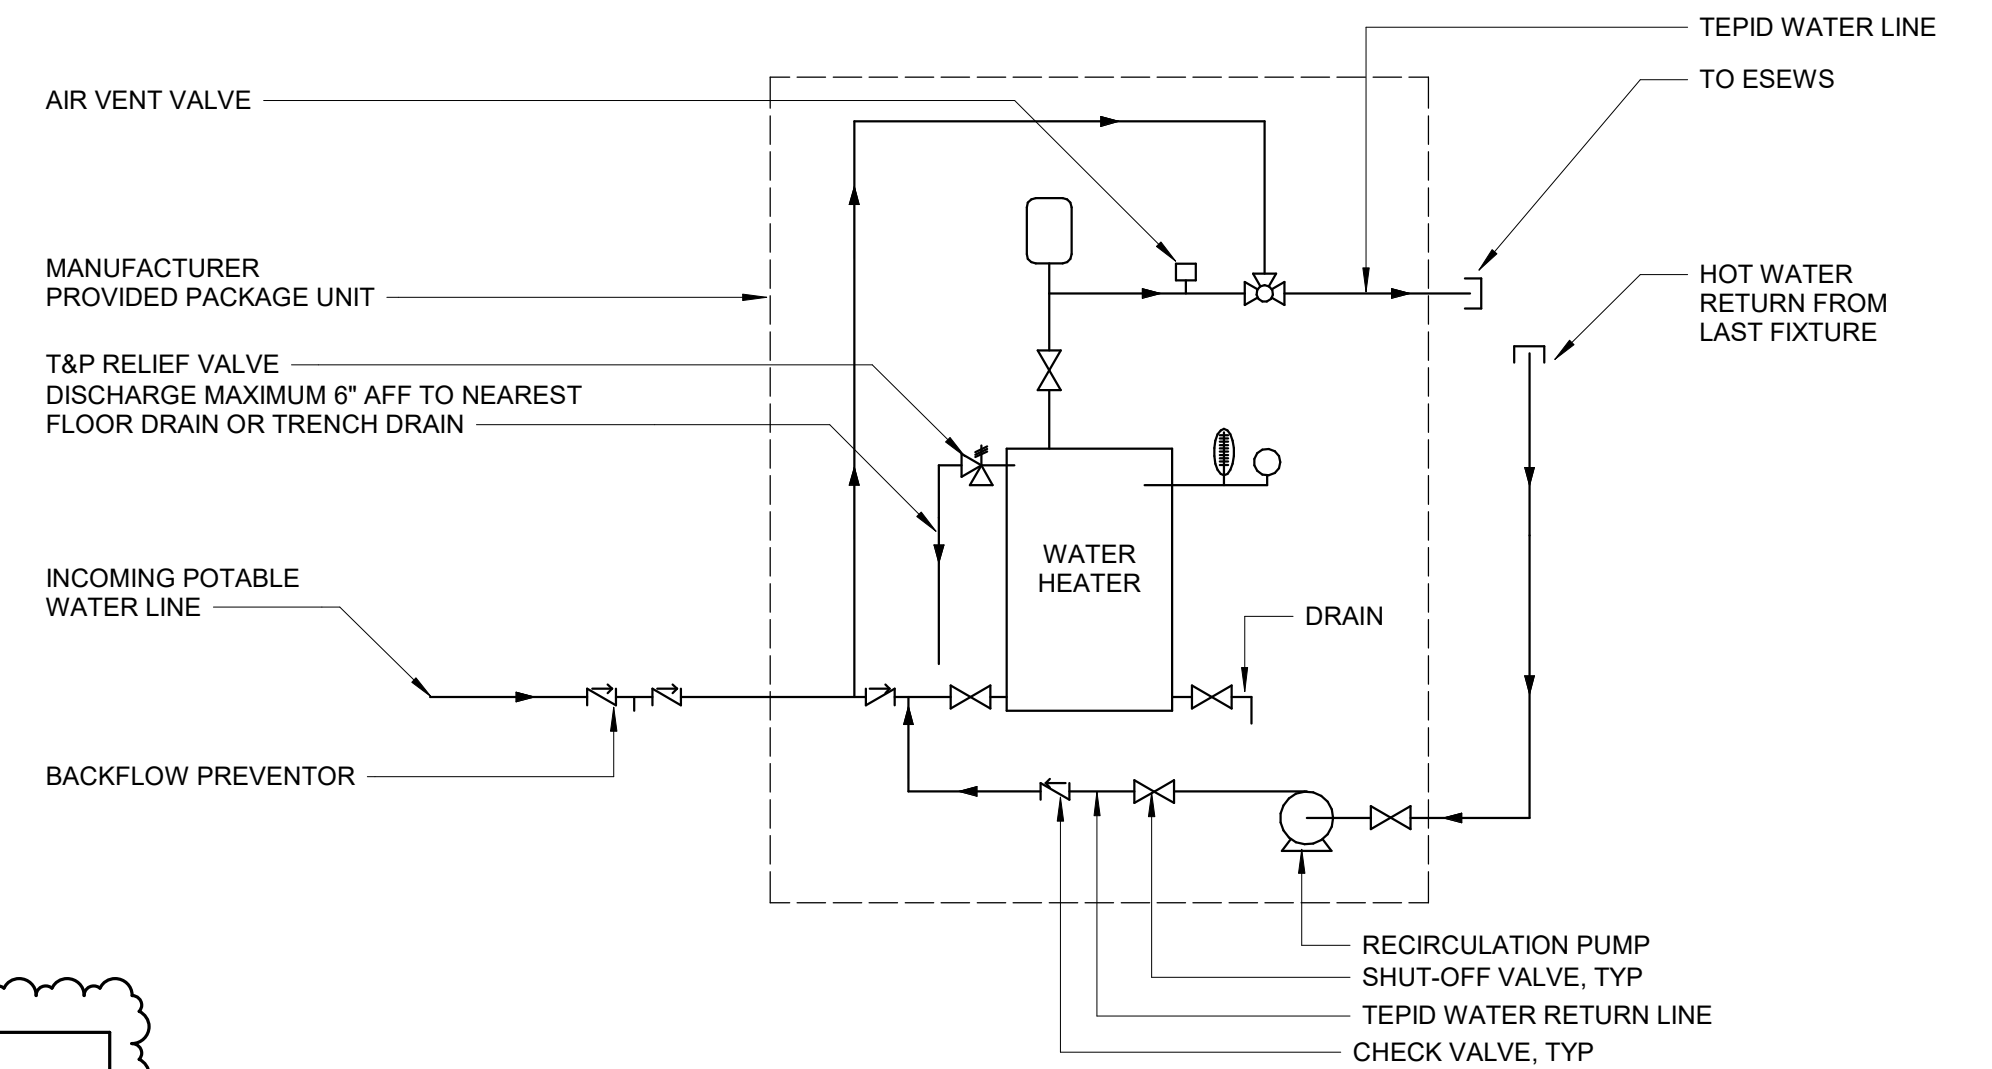 TEPID WATER LINE
TO ESEWS
AIR VENT VALVE
MANUFACTURER
PROVIDED PACKAGE UNIT
HOT WATER
RETURN FROM
LAST FIXTURE
T&P RELIEF VALVE
DISCHARGE MAXIMUM 6" AFF TO NEAREST
FLOOR DRAIN OR TRENCH DRAIN
WATER
HEATER
INCOMING POTABLE
WATER LINE
DRAIN
BACKFLOW PREVENTOR
RECIRCULATION PUMP
SHUT-OFF VALVE, TYP
TEPID WATER RETURN LINE
CHECK VALVE, TYP